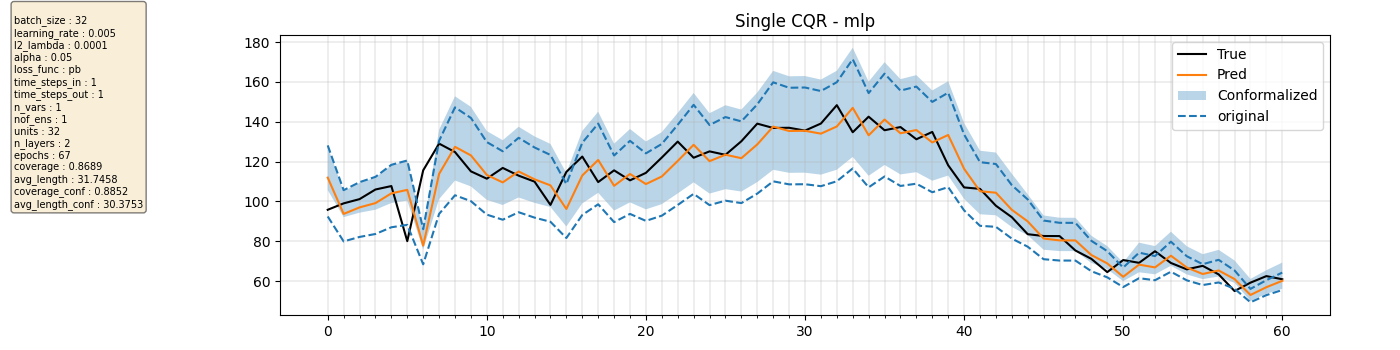 batch_size : 32
learning_rate : 0.005
l2_lambda : 0.0001
alpha : 0.05
loss_func : pb
time_steps_in : 1
time_steps_out : 1
n_vars : 1
nof_ens : 1
units : 32
n_layers : 2
epochs : 67
coverage : 0.8689
avg_length : 31.7458
coverage_conf : 0.8852
avg_length_conf : 30.3753
Single CQR - mlp
180
160
140
120
100
80
60
True
Pred
Conformalized
original
0 10 20 30 40 50 60